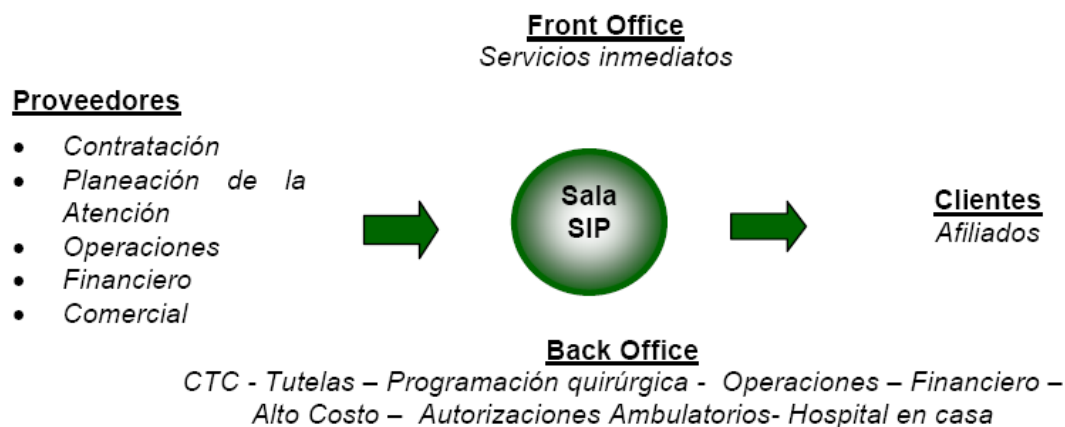 Front Office
Servicios inmediatos
Proveedores
• Contratación
• Planeación de la
Atención
• Operaciones
• Financiero
• Comercial
Sala
SIP
Clientes
Afiliados
Back Office
CTC - Tutelas – Programación quirúrgica - Operaciones – Financiero –
Alto Costo – Autorizaciones Ambulatorios- Hospital en casa